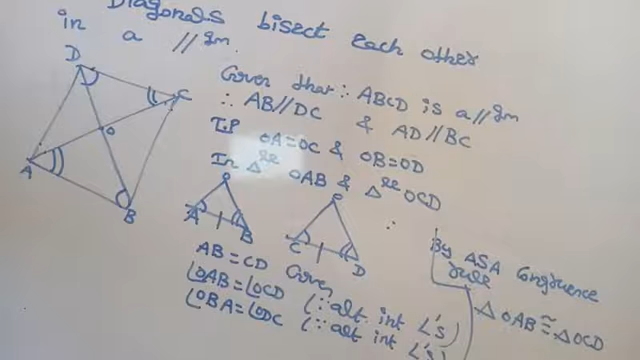 Diagonals bisect each other
in a //gm.
Given that :. ABCD is a //gm
∴ AB//DC & AD//BC
T.P OA=OC & OB=OD
In Δle OAB & Δle OCD
D
C
O
A
B
O
A
B
O
C
D
AB=CD Given
∠OAB=∠OCD (∵alt int ∠'s)
∠OBA=∠ODC (∵alt int ∠'s)
∴ By ASA Congruence
rule
Δ OAB ≅ Δ OCD